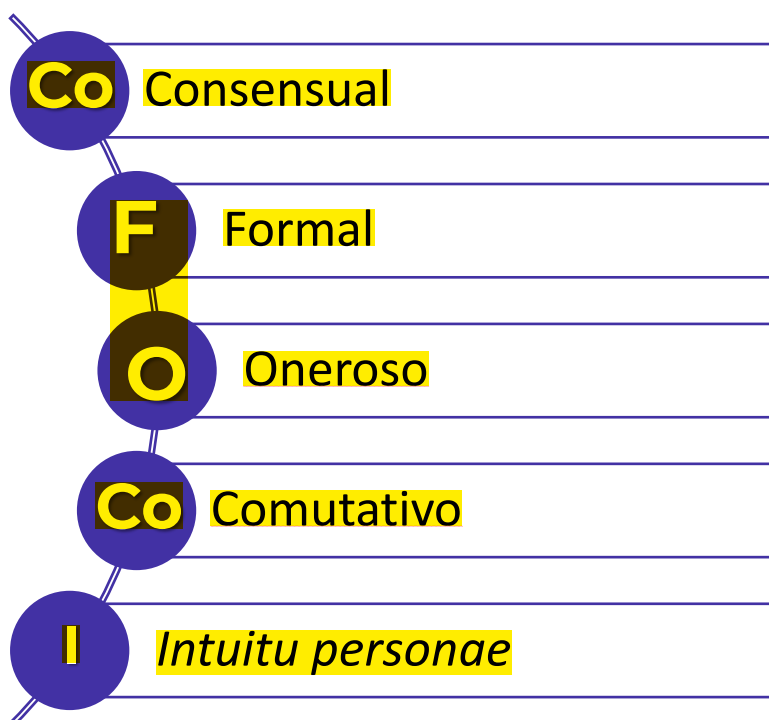 Co Consensual
F Formal
O Oneroso
Co Comutativo
I Intuitu personae